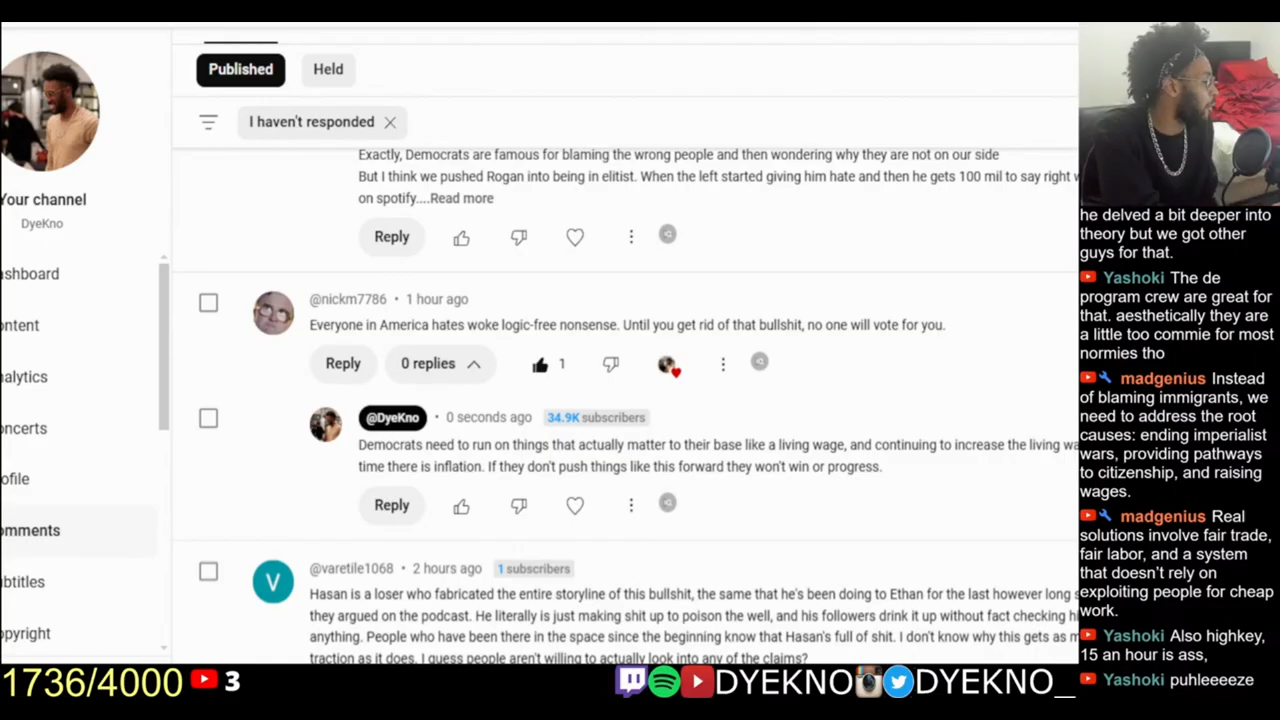 Published
Held
I haven't responded
Exactly, Democrats are famous for blaming the wrong people and then wondering why they are not on our side
But I think we pushed Rogan into being in elitist. When the left started giving him hate and then he gets 100 mil to say right w
on spotify....Read more
Reply
Your channel
DyeKno
ashboard
ontent
nalytics
oncerts
ofile
omments
btitles
pyright
@nickm7786 • 1 hour ago
Everyone in America hates woke logic-free nonsense. Until you get rid of that bullshit, no one will vote for you.
Reply
0 replies
1
@DyeKno • 0 seconds ago 34.9K subscribers
Democrats need to run on things that actually matter to their base like a living wage, and continuing to increase the living wa
time there is inflation. If they don't push things like this forward they won't win or progress.
Reply
V
@varetile1068 • 2 hours ago 1 subscribers
Hasan is a loser who fabricated the entire storyline of this bullshit, the same that he's been doing to Ethan for the last however long s
they argued on the podcast. He literally is just making shit up to poison the well, and his followers drink it up without fact checking hi
anything. People who have been there in the space since the beginning know that Hasan's full of shit. I don't know why this gets as m
traction as it does. I guess people aren't willing to actually look into any of the claims?
he delved a bit deeper into
theory but we got other
guys for that.
Yashoki The de
program crew are great for
that. aesthetically they are
a little too commie for most
normies tho
madgenius Instead
of blaming immigrants, we
need to address the root
causes: ending imperialist
wars, providing pathways
to citizenship, and raising
wages.
madgenius Real
solutions involve fair trade,
fair labor, and a system
that doesn't rely on
exploiting people for cheap
work.
Yashoki Also highkey,
15 an hour is ass,
Yashoki puhleeeeze
1736/4000 3
DYEKNO DYEKNO_